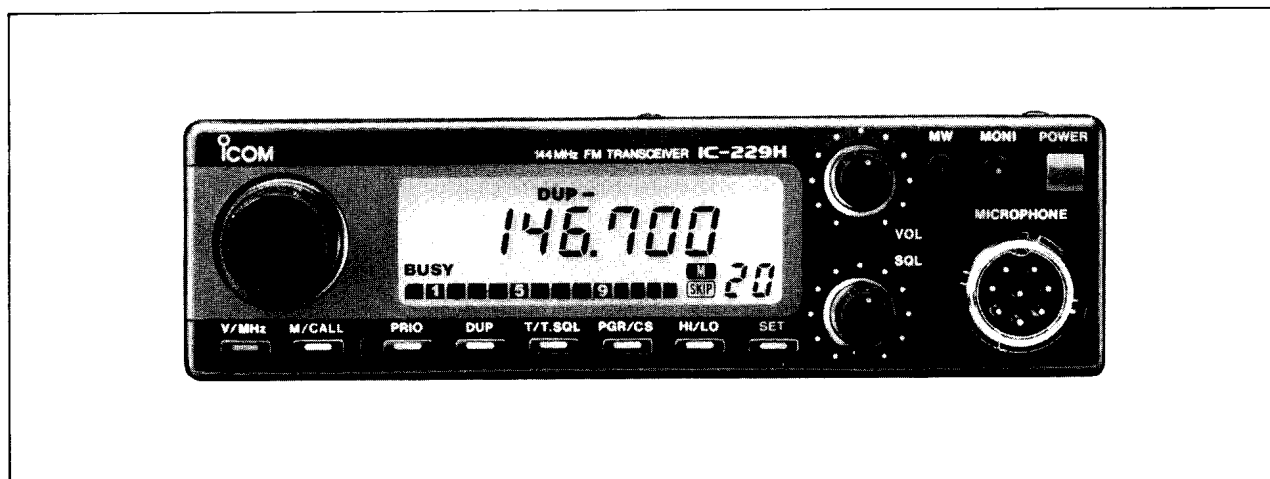 ICOM
144MHz FM TRANSCEIVER IC-229H
MW MONI POWER
DUP –
146.700
MICROPHONE
VOL
SQL
BUSY
M
1 5 9
SKIP
20
V/MHz M/CALL PRIO DUP T/T.SQL PGR/CS HI/LO SET